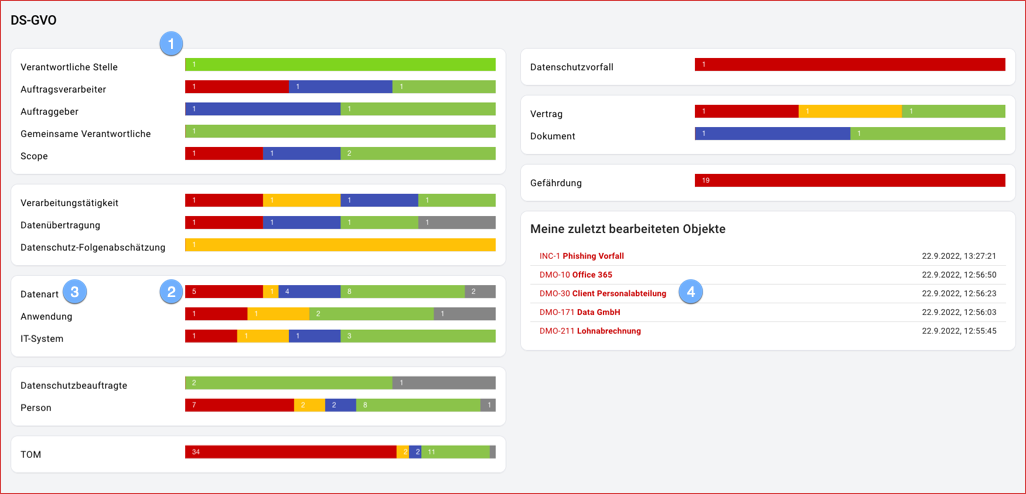 DS-GVO
1
Verantwortliche Stelle 1
Auftragsverarbeiter 1 1 1
Auftraggeber 1 1
Gemeinsame Verantwortliche 1
Scope 1 1 2
Verarbeitungstätigkeit 1 1 1 1
Datenübertragung 1 1 1 1
Datenschutz-Folgenabschätzung 1
Datenart 3 2 5 1 4 8 2
Anwendung 1 1 2 1
IT-System 1 1 1 3
Datenschutzbeauftragte 2 1
Person 7 2 2 8 1
TOM 34 2 2 11
Datenschutzvorfall 1
Vertrag 1 1 1
Dokument 1 1
Gefährdung 19
Meine zuletzt bearbeiteten Objekte
INC-1 Phishing Vorfall 22.9.2022, 13:27:21
DMO-10 Office 365 22.9.2022, 12:56:50
DMO-30 Client Personalabteilung 4 22.9.2022, 12:56:23
DMO-171 Data GmbH 22.9.2022, 12:56:03
DMO-211 Lohnabrechnung 22.9.2022, 12:55:45